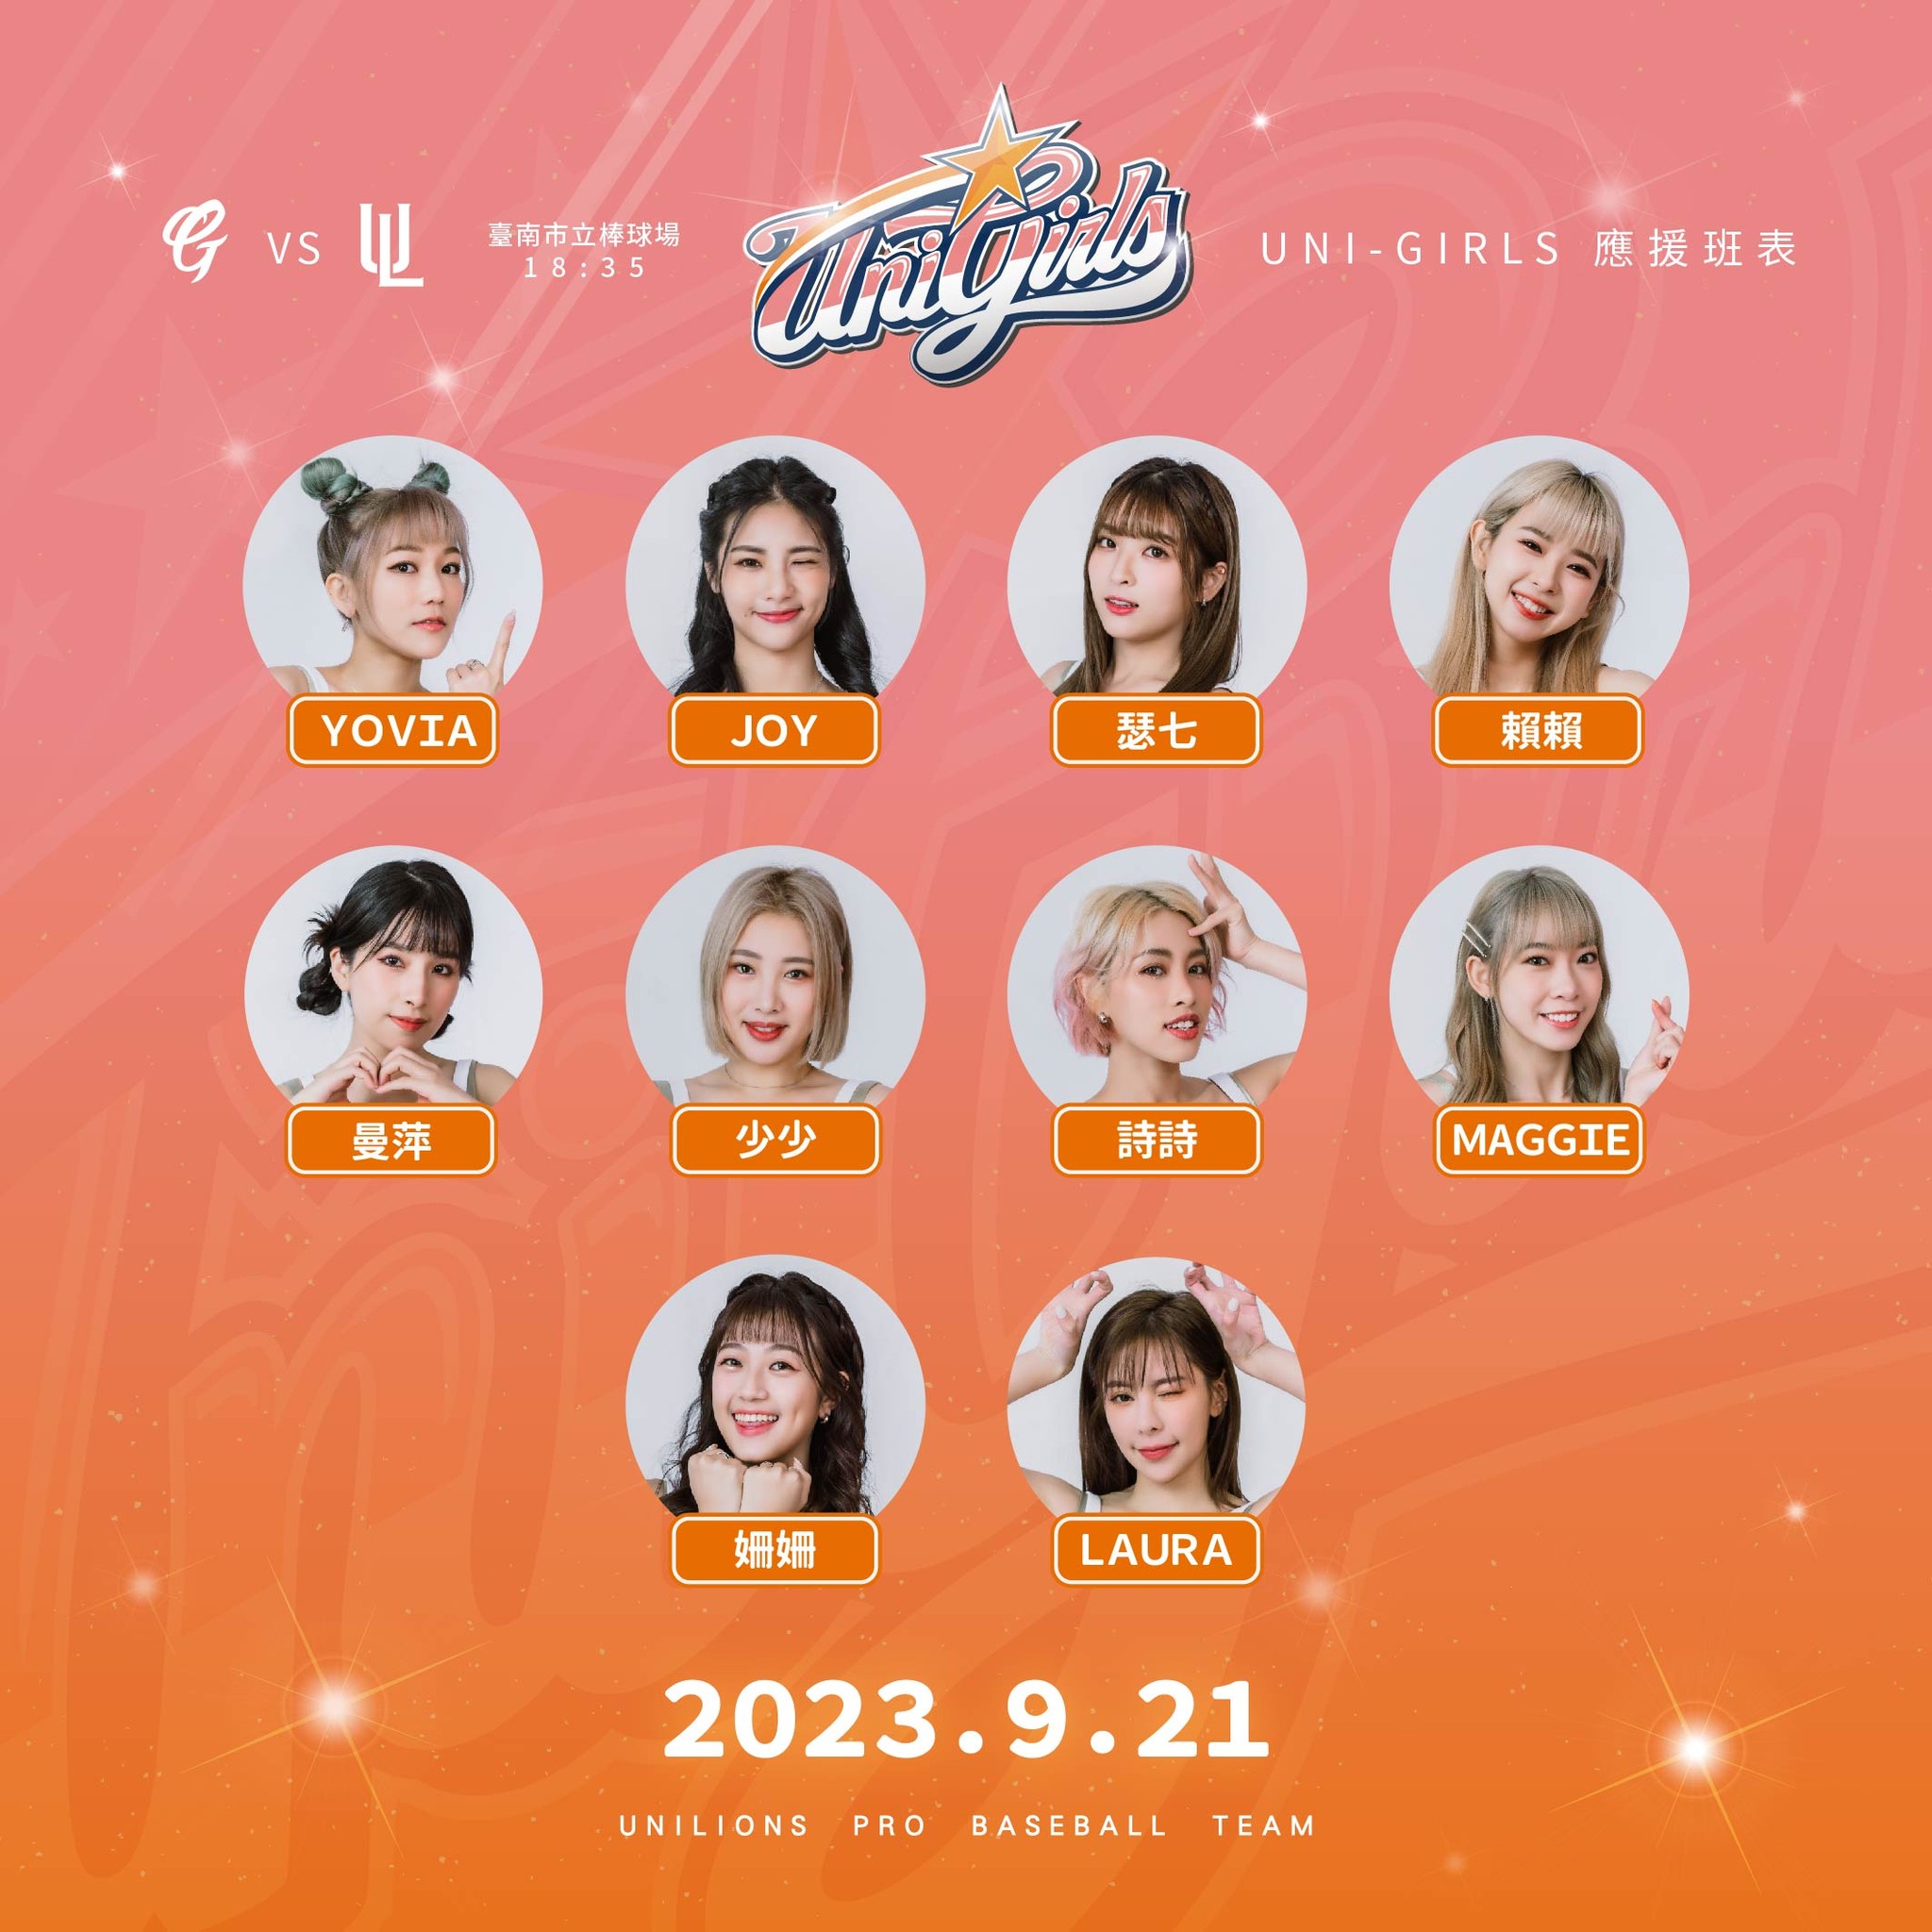 G VS UL
臺南市立棒球場
18:35
UniGirls
UNI-GIRLS 應援班表
YOVIA
JOY
瑟七
賴賴
曼萍
少少
詩詩
MAGGIE
姍姍
LAURA
2023.9.21
UNILIONS PRO BASEBALL TEAM